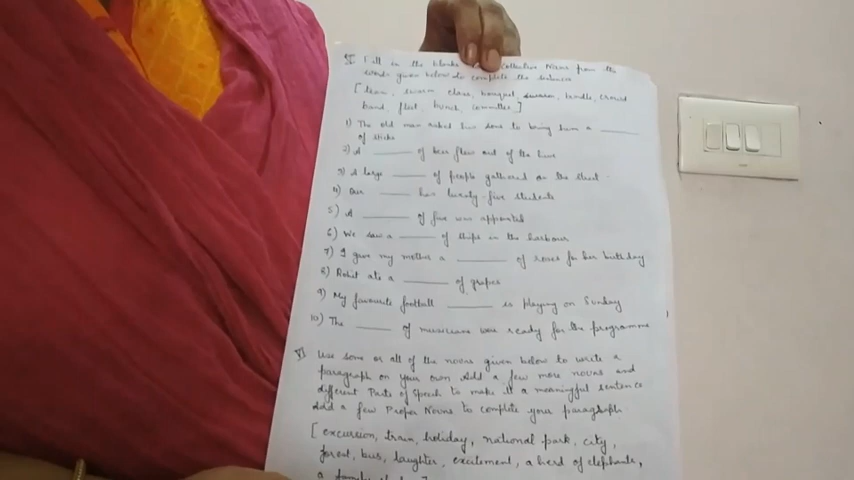 IV Fill in the blanks Collective Nouns from the
words given below to complete the sentences
[ team, swarm class, bouquet, bundle, crowd
band, fleet, bunch, committee ]
1) The old man asked his sons to bring him a ______
of sticks
2) A ______ of bees flew out of the hive
3) A large ______ of people gathered on the street.
4) Our ______ has twenty-five students
5) A ______ of five was appointed
6) We saw a ______ of ships in the harbour
7) I gave my mother a ______ of roses for her birthday
8) Rohit ate a ______ of grapes
9) My favourite football ______ is playing on Sunday
10) The ______ of musicians were ready for the programme
V) Use some or all of the nouns given below to write a
paragraph on your own Add a few more nouns and
different Parts of Speech to make it a meaningful sentence
Add a few Proper Nouns to complete your paragraph.
[ excursion, train, holiday, national park, city,
forest, bus, laughter, excitement, a herd of elephants,
a